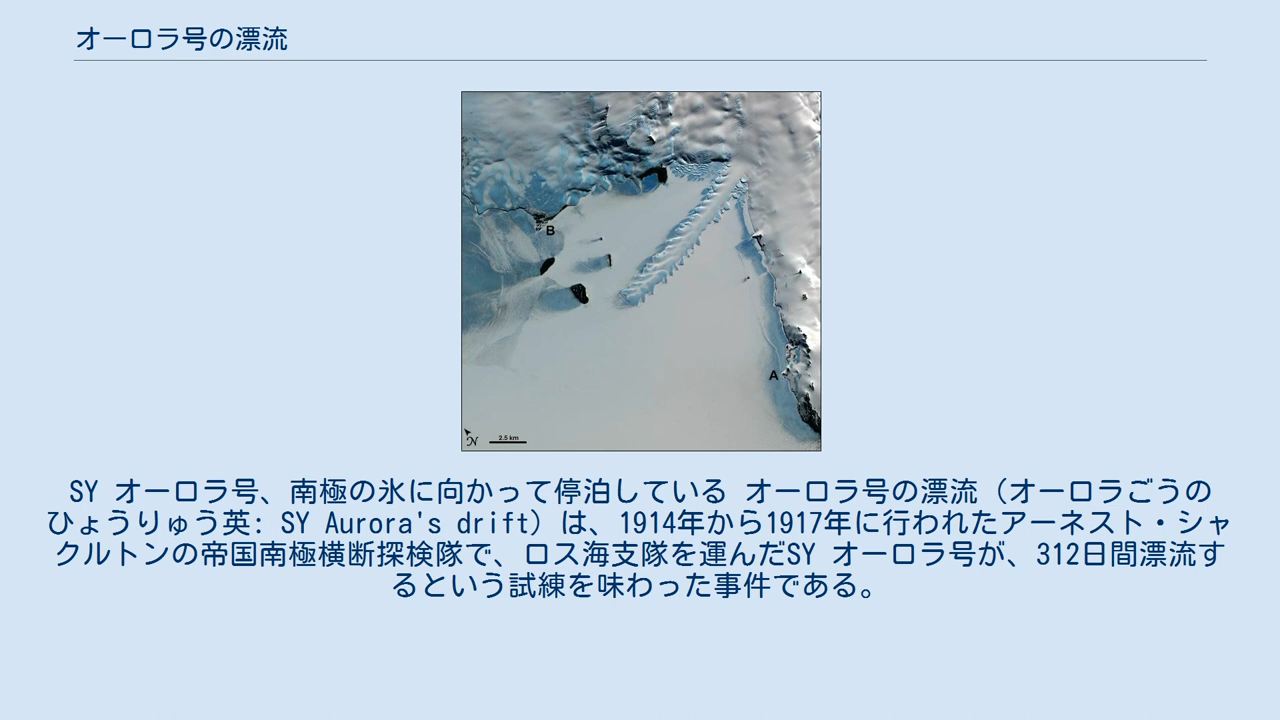 オーロラ号の漂流
B
A
N
2.5 km
SY オーロラ号、南極の氷に向かって停泊している オーロラ号の漂流（オーロラごうの
ひょうりゅう英: SY Aurora's drift）は、1914年から1917年に行われたアーネスト・シャ
クルトンの帝国南極横断探検隊で、ロス海支隊を運んだSY オーロラ号が、312日間漂流す
るという試練を味わった事件である。